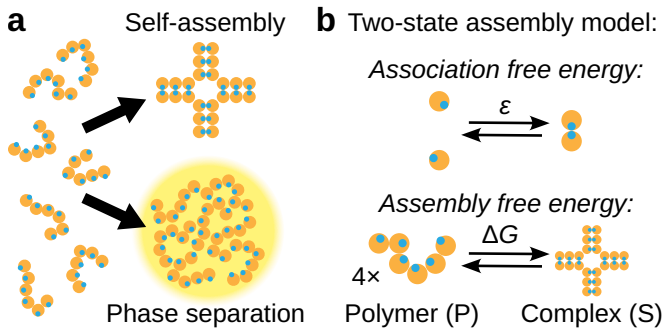 a
Self-assembly
Phase separation
b
Two-state assembly model:
Association free energy:
ε
Assembly free energy:
ΔG
4×
Polymer (P)
Complex (S)